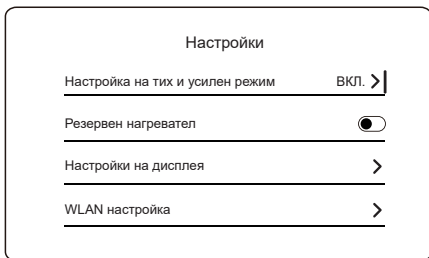 Настройки
Настройка на тих и усилен режим ВКЛ.
Резервен нагревател
Настройки на дисплея
WLAN настройка